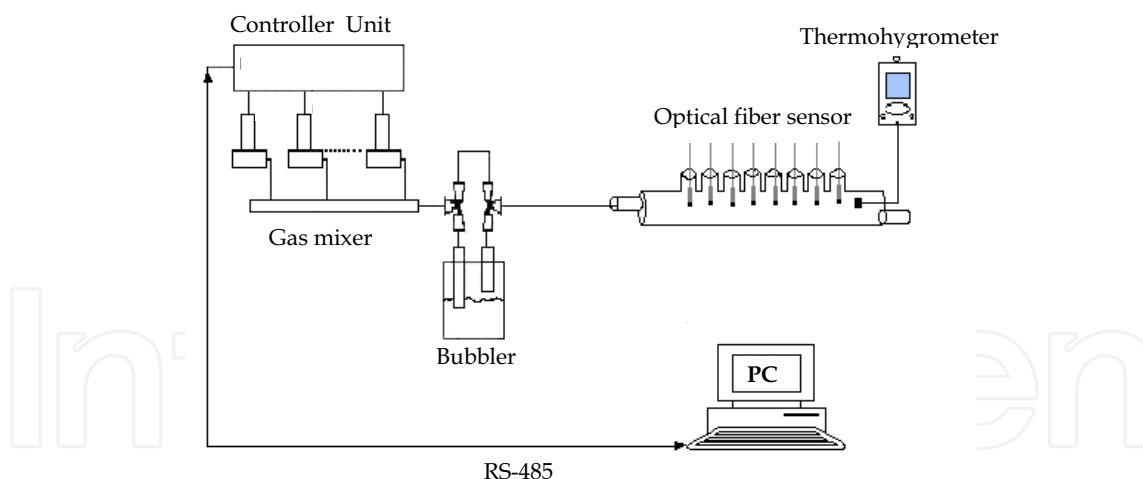 Controller Unit
Thermohygrometer
Optical fiber sensor
Gas mixer
Bubbler
PC
RS-485